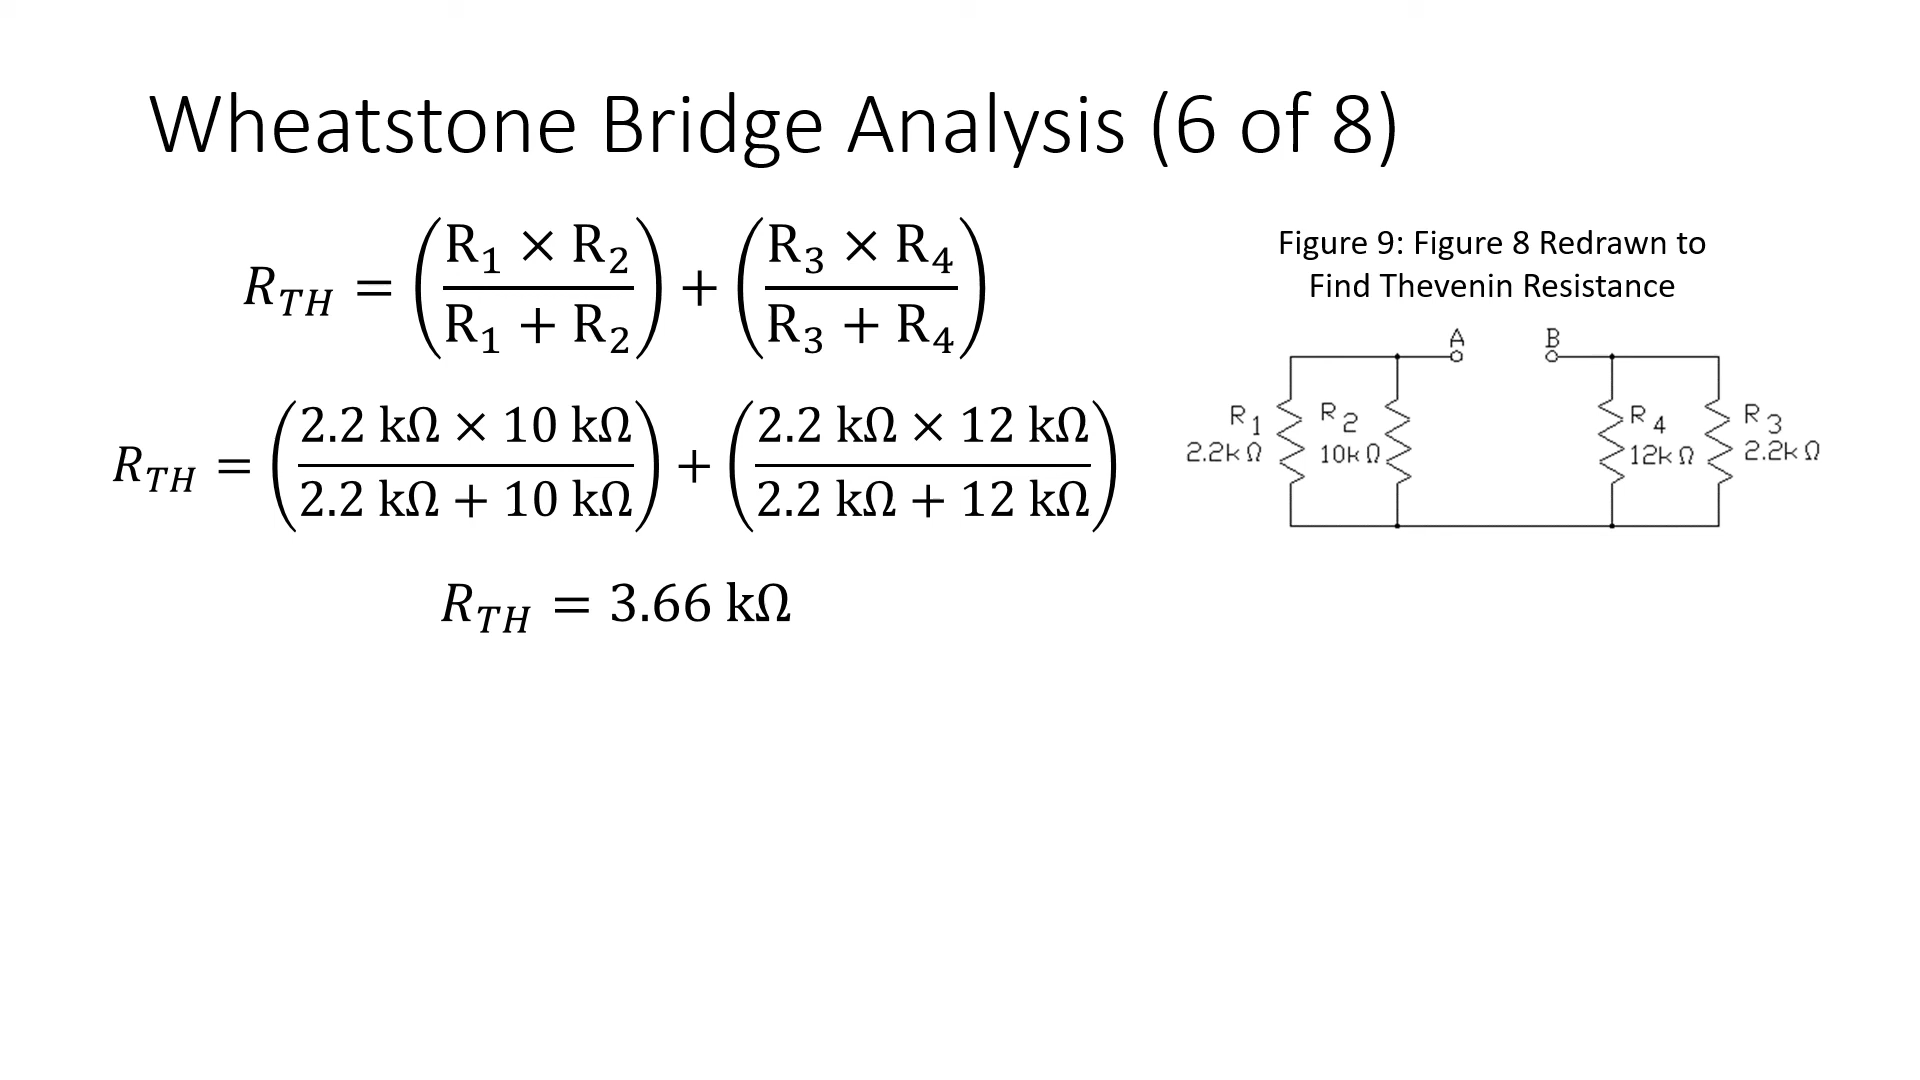 Wheatstone Bridge Analysis (6 of 8)
R_TH = (R₁ × R₂ / R₁ + R₂) + (R₃ × R₄ / R₃ + R₄)
R_TH = (2.2 kΩ × 10 kΩ / 2.2 kΩ + 10 kΩ) + (2.2 kΩ × 12 kΩ / 2.2 kΩ + 12 kΩ)
R_TH = 3.66 kΩ
Figure 9: Figure 8 Redrawn to
Find Thevenin Resistance
A B
R₁ R₂ R₄ R₃
2.2kΩ 10kΩ 12kΩ 2.2kΩ